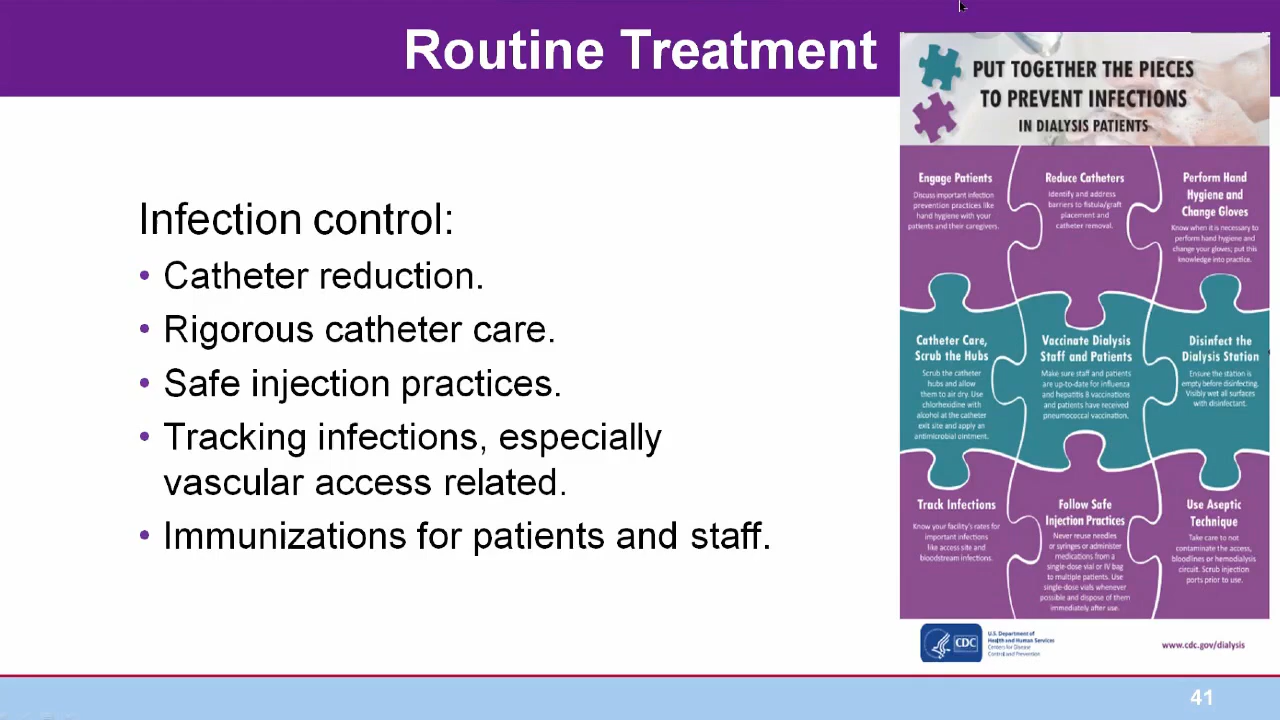 Routine Treatment
Infection control:
• Catheter reduction.
• Rigorous catheter care.
• Safe injection practices.
• Tracking infections, especially
vascular access related.
• Immunizations for patients and staff.
PUT TOGETHER THE PIECES
TO PREVENT INFECTIONS
IN DIALYSIS PATIENTS
Engage Patients
Discuss important infection
prevention practices like
hand hygiene with your
patients and their caregivers.
Reduce Catheters
Identify and address
barriers to fistula/graft
placement and
catheter removal.
Perform Hand
Hygiene and
Change Gloves
Know when it is necessary to
perform hand hygiene and
change your gloves; put this
knowledge into practice.
Catheter Care,
Scrub the Hubs
Scrub the catheter
hubs and allow
them to air dry. Use
chlorhexidine with
alcohol at the catheter
exit site and apply an
antimicrobial ointment.
Vaccinate Dialysis
Staff and Patients
Make sure staff and patients
are up-to-date for influenza
and hepatitis B vaccinations
and patients have received
pneumococcal vaccination.
Disinfect the
Dialysis Station
Ensure the station is
empty before disinfecting.
Visibly wet all surfaces
with disinfectant.
Track Infections
Know your facility's rates for
important infections
like access site and
bloodstream infections.
Follow Safe
Injection Practices
Never reuse needles
or syringes or administer
medications from a
single-dose vial or IV bag
to multiple patients. Use
single-dose vials whenever
possible and dispose of them
immediately after use.
Use Aseptic
Technique
Take care to not
contaminate the access,
bloodlines or hemodialysis
circuit. Scrub injection
ports prior to use.
CDC
U.S. Department of
Health and Human Services
Centers for Disease
Control and Prevention
www.cdc.gov/dialysis
41